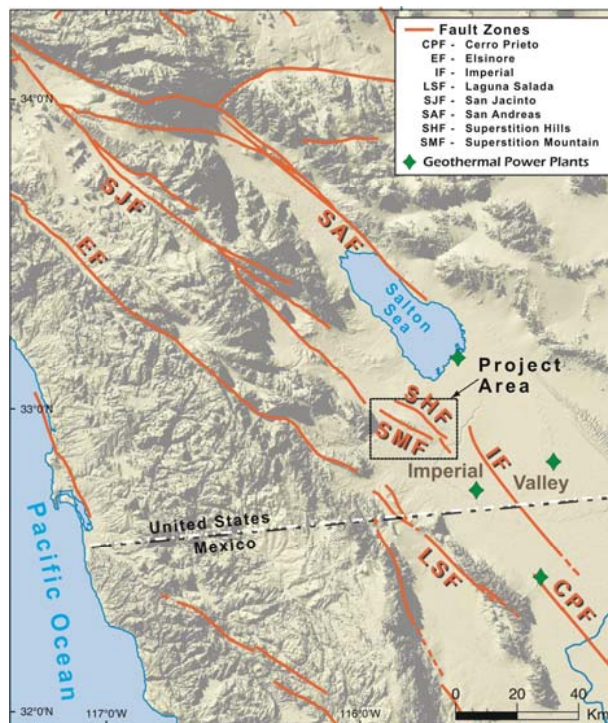 Fault Zones
CPF - Cerro Prieto
EF - Elsinore
IF - Imperial
LSF - Laguna Salada
SJF - San Jacinto
SAF - San Andreas
SHF - Superstition Hills
SMF - Superstition Mountain
Geothermal Power Plants
34°0'N
SJF
SAF
EF
Salton
Sea
Project
Area
33°0'N
SHF
SMF
IF
Imperial
Valley
United States
Mexico
LSF
CPF
Pacific Ocean
32°0'N
117°0'W
116°0'W
0 20 40
Km